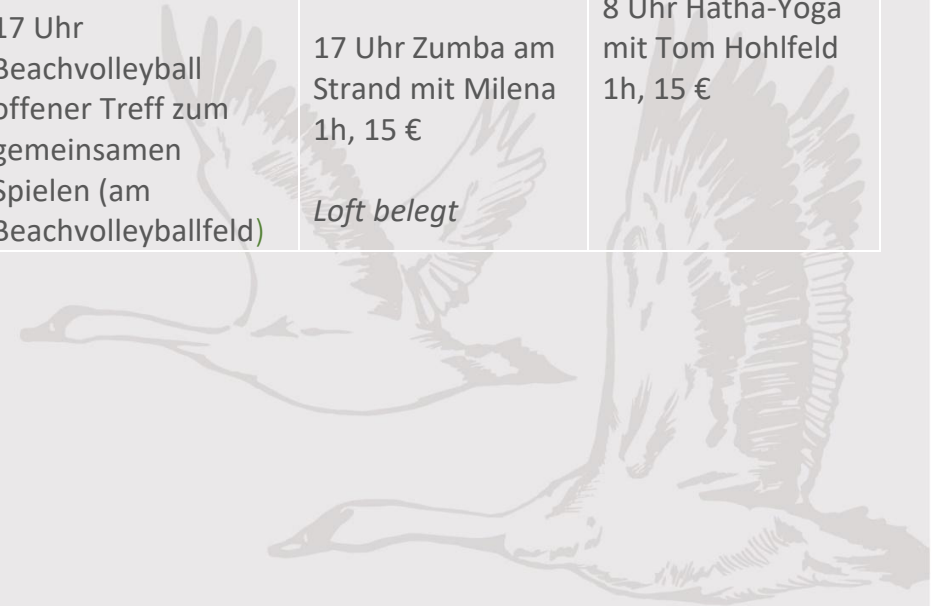 17 Uhr
Beachvolleyball
offener Treff zum
gemeinsamen
Spielen (am
Beachvolleyballfeld)
17 Uhr Zumba am
Strand mit Milena
1h, 15 €
Loft belegt
8 Uhr Hatha-Yoga
mit Tom Hohlfeld
1h, 15 €